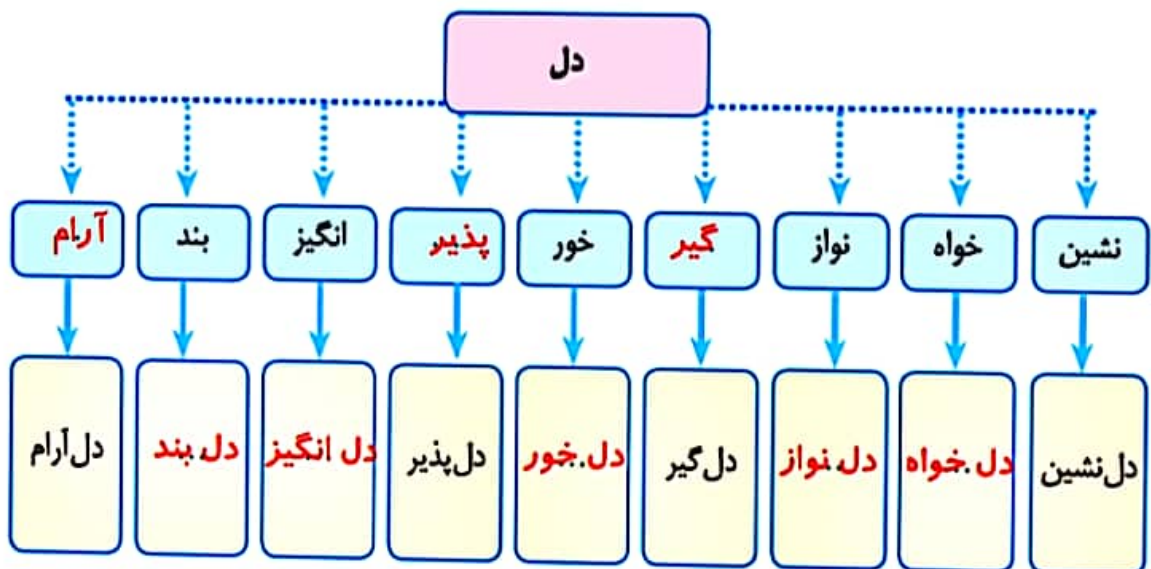 دل
نشین
خواه
نواز
گیر
خور
پذیر
انگیز
بند
آرام
دل‌نشین
دل‌خواه
دل‌نواز
دل‌گیر
دل‌خور
دل‌پذیر
دل انگیز
دل‌بند
دل‌آرام